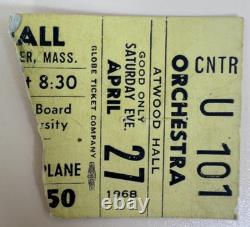 ALL
ER, MASS.
t 8:30
Board
rsity
PLANE
50
GLOBE TICKET COMPANY
APRIL 27 1968
SATURDAY EVE.
GOOD ONLY
ATWOOD HALL
ORCHESTRA
CNTR
U
101